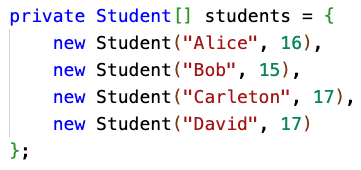 private Student[] students = {
    new Student("Alice", 16),
    new Student("Bob", 15),
    new Student("Carleton", 17),
    new Student("David", 17)
};